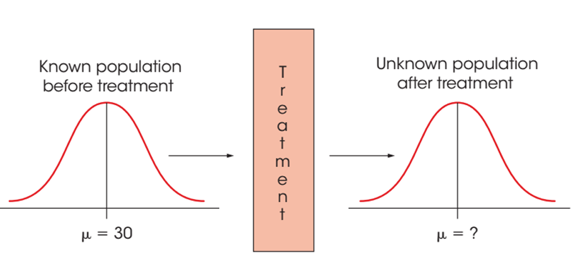 Known population
before treatment
μ = 30
Treatment
Unknown population
after treatment
μ = ?